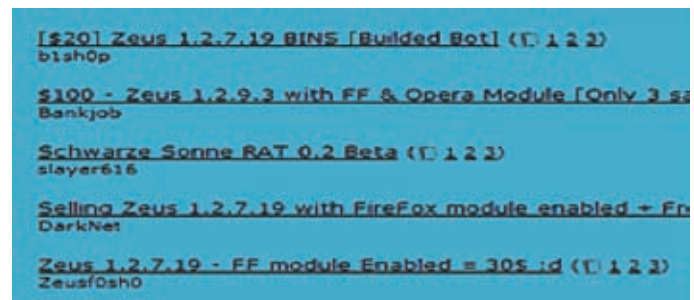 [$20] Zeus 1.2.7.19 BINS [Builded Bot] ( 1 2 3)
b1sh0p
$100 - Zeus 1.2.9.3 with FF & Opera Module [Only 3 sa
Bankjob
Schwarze Sonne RAT 0.2 Beta ( 1 2 3)
slayer616
Selling Zeus 1.2.7.19 with FireFox module enabled + Fre
DarkNet
Zeus 1.2.7.19 - FF module Enabled = 30$ :d ( 1 2 3)
Zeusf0sh0